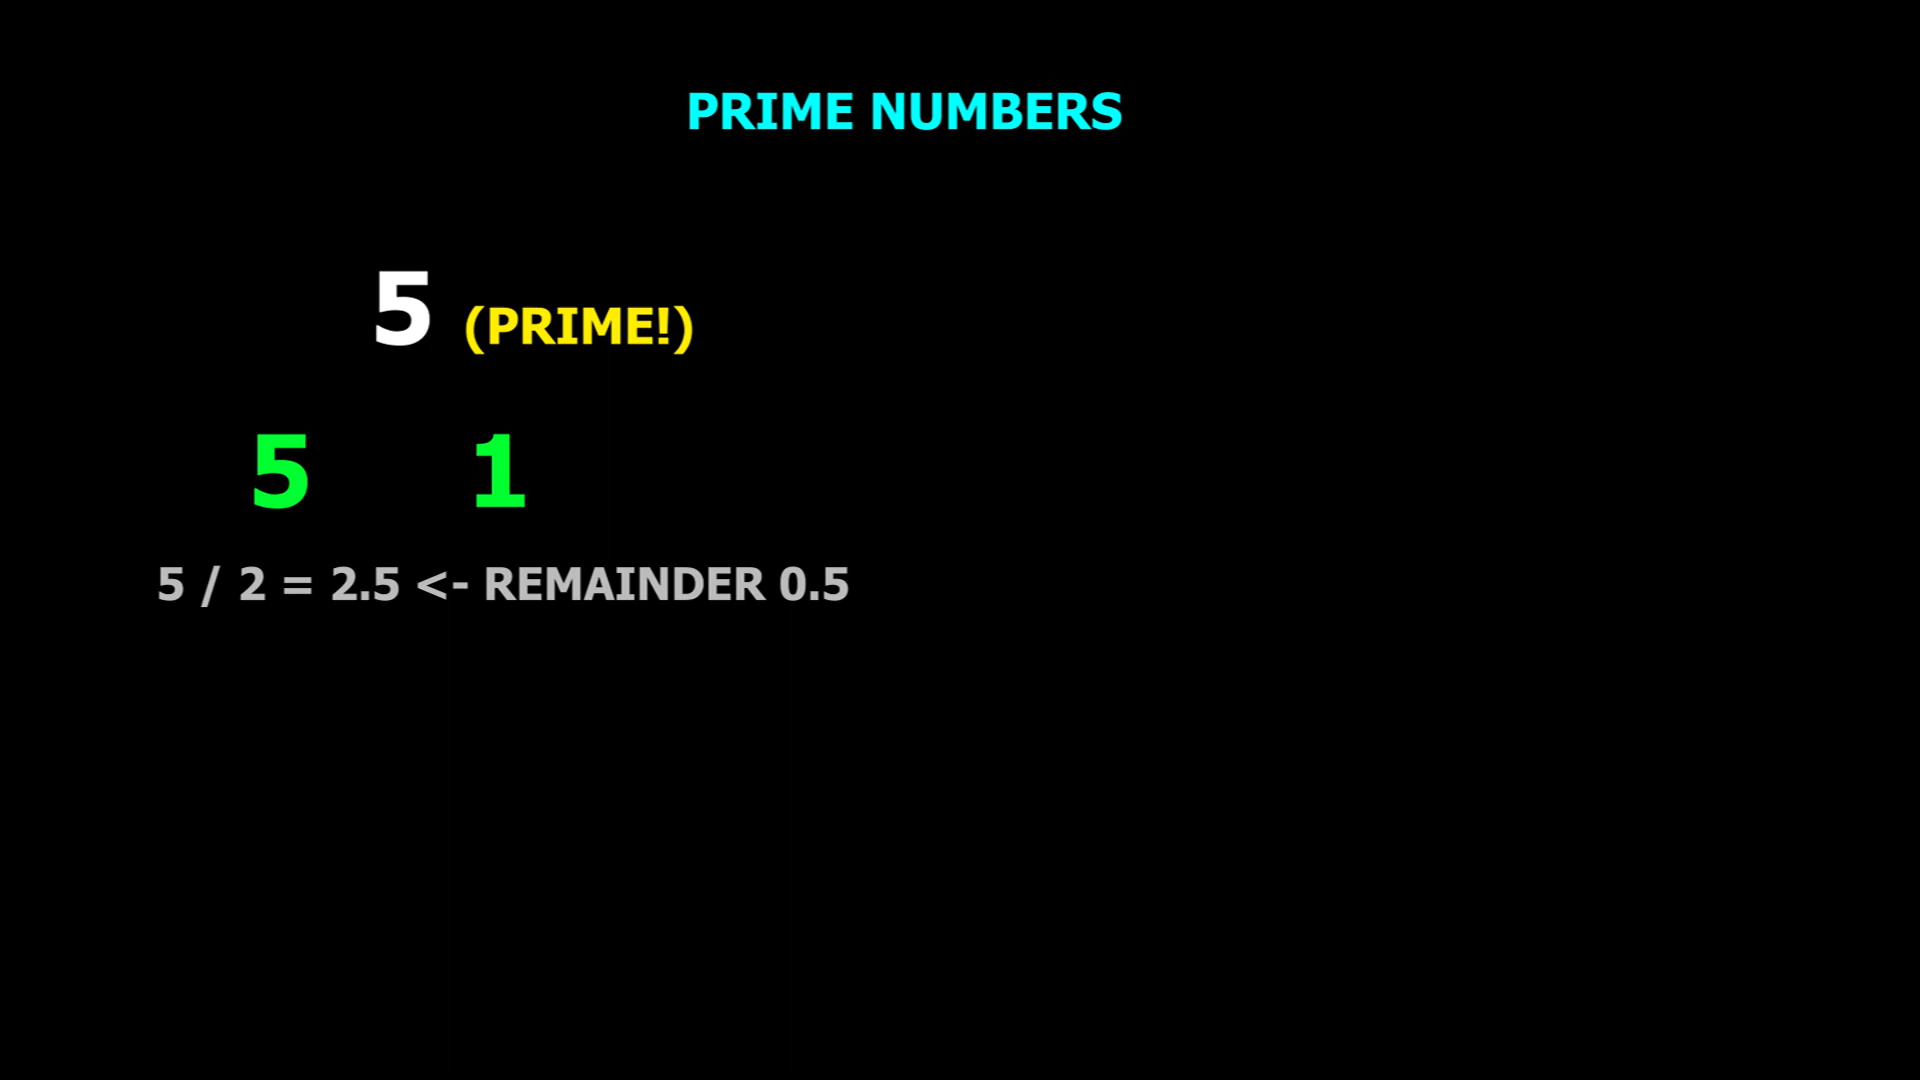 PRIME NUMBERS
5 (PRIME!)
5 1
5 / 2 = 2.5 <- REMAINDER 0.5